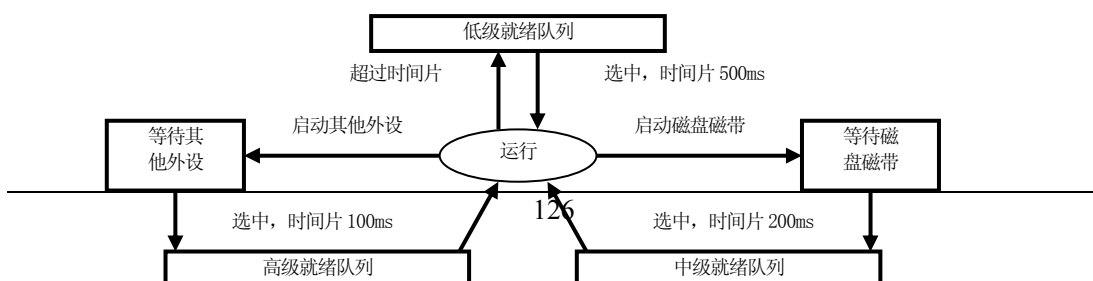 低级就绪队列
超过时间片
选中，时间片 500ms
等待其
他外设
启动其他外设
运行
启动磁盘磁带
等待磁
盘磁带
选中，时间片 100ms
126
选中，时间片 200ms
高级就绪队列
中级就绪队列